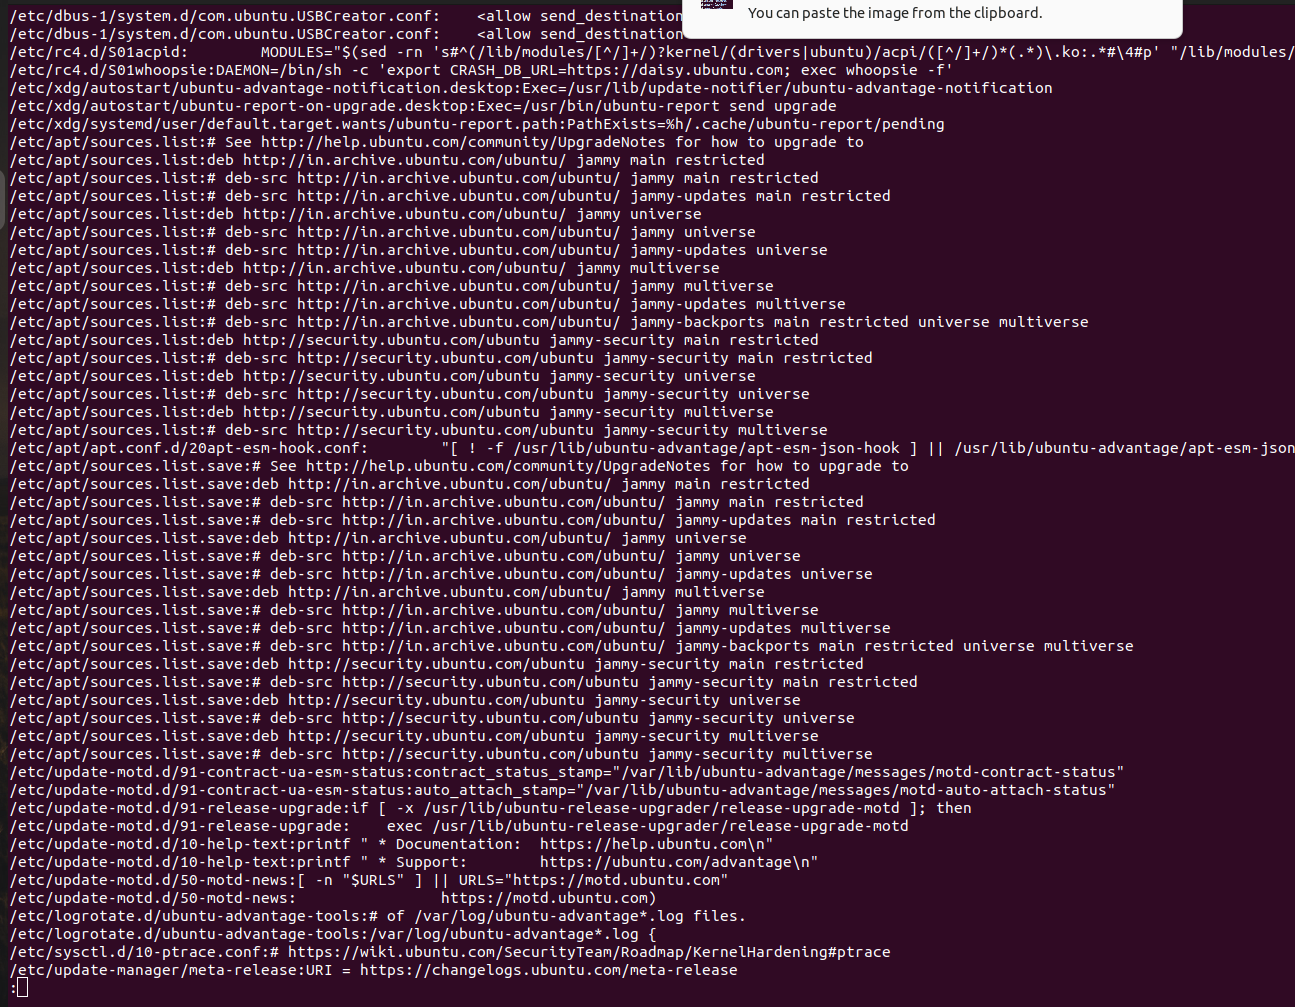 You can paste the image from the clipboard.
/etc/dbus-1/system.d/com.ubuntu.USBCreator.conf:    <allow send_destination
/etc/dbus-1/system.d/com.ubuntu.USBCreator.conf:    <allow send_destination
/etc/rc4.d/S01acpid:        MODULES="$(sed -rn 's#^(/lib/modules/[^/]+/)?kernel/(drivers|ubuntu)/acpi/([^/]+/)*(.*)\.ko:.*#\4#p' "/lib/modules/
/etc/rc4.d/S01whoopsie:DAEMON=/bin/sh -c 'export CRASH_DB_URL=https://daisy.ubuntu.com; exec whoopsie -f'
/etc/xdg/autostart/ubuntu-advantage-notification.desktop:Exec=/usr/lib/update-notifier/ubuntu-advantage-notification
/etc/xdg/autostart/ubuntu-report-on-upgrade.desktop:Exec=/usr/bin/ubuntu-report send upgrade
/etc/xdg/systemd/user/default.target.wants/ubuntu-report.path:PathExists=%h/.cache/ubuntu-report/pending
/etc/apt/sources.list:# See http://help.ubuntu.com/community/UpgradeNotes for how to upgrade to
/etc/apt/sources.list:deb http://in.archive.ubuntu.com/ubuntu/ jammy main restricted
/etc/apt/sources.list:# deb-src http://in.archive.ubuntu.com/ubuntu/ jammy main restricted
/etc/apt/sources.list:# deb-src http://in.archive.ubuntu.com/ubuntu/ jammy-updates main restricted
/etc/apt/sources.list:deb http://in.archive.ubuntu.com/ubuntu/ jammy universe
/etc/apt/sources.list:# deb-src http://in.archive.ubuntu.com/ubuntu/ jammy universe
/etc/apt/sources.list:# deb-src http://in.archive.ubuntu.com/ubuntu/ jammy-updates universe
/etc/apt/sources.list:deb http://in.archive.ubuntu.com/ubuntu/ jammy multiverse
/etc/apt/sources.list:# deb-src http://in.archive.ubuntu.com/ubuntu/ jammy multiverse
/etc/apt/sources.list:# deb-src http://in.archive.ubuntu.com/ubuntu/ jammy-updates multiverse
/etc/apt/sources.list:# deb-src http://in.archive.ubuntu.com/ubuntu/ jammy-backports main restricted universe multiverse
/etc/apt/sources.list:deb http://security.ubuntu.com/ubuntu jammy-security main restricted
/etc/apt/sources.list:# deb-src http://security.ubuntu.com/ubuntu jammy-security main restricted
/etc/apt/sources.list:deb http://security.ubuntu.com/ubuntu jammy-security universe
/etc/apt/sources.list:# deb-src http://security.ubuntu.com/ubuntu jammy-security universe
/etc/apt/sources.list:deb http://security.ubuntu.com/ubuntu jammy-security multiverse
/etc/apt/sources.list:# deb-src http://security.ubuntu.com/ubuntu jammy-security multiverse
/etc/apt/apt.conf.d/20apt-esm-hook.conf:        "[ ! -f /usr/lib/ubuntu-advantage/apt-esm-json-hook ] || /usr/lib/ubuntu-advantage/apt-esm-json
/etc/apt/sources.list.save:# See http://help.ubuntu.com/community/UpgradeNotes for how to upgrade to
/etc/apt/sources.list.save:deb http://in.archive.ubuntu.com/ubuntu/ jammy main restricted
/etc/apt/sources.list.save:# deb-src http://in.archive.ubuntu.com/ubuntu/ jammy main restricted
/etc/apt/sources.list.save:# deb-src http://in.archive.ubuntu.com/ubuntu/ jammy-updates main restricted
/etc/apt/sources.list.save:deb http://in.archive.ubuntu.com/ubuntu/ jammy universe
/etc/apt/sources.list.save:# deb-src http://in.archive.ubuntu.com/ubuntu/ jammy universe
/etc/apt/sources.list.save:# deb-src http://in.archive.ubuntu.com/ubuntu/ jammy-updates universe
/etc/apt/sources.list.save:deb http://in.archive.ubuntu.com/ubuntu/ jammy multiverse
/etc/apt/sources.list.save:# deb-src http://in.archive.ubuntu.com/ubuntu/ jammy multiverse
/etc/apt/sources.list.save:# deb-src http://in.archive.ubuntu.com/ubuntu/ jammy-updates multiverse
/etc/apt/sources.list.save:# deb-src http://in.archive.ubuntu.com/ubuntu/ jammy-backports main restricted universe multiverse
/etc/apt/sources.list.save:deb http://security.ubuntu.com/ubuntu jammy-security main restricted
/etc/apt/sources.list.save:# deb-src http://security.ubuntu.com/ubuntu jammy-security main restricted
/etc/apt/sources.list.save:deb http://security.ubuntu.com/ubuntu jammy-security universe
/etc/apt/sources.list.save:# deb-src http://security.ubuntu.com/ubuntu jammy-security universe
/etc/apt/sources.list.save:deb http://security.ubuntu.com/ubuntu jammy-security multiverse
/etc/apt/sources.list.save:# deb-src http://security.ubuntu.com/ubuntu jammy-security multiverse
/etc/update-motd.d/91-contract-ua-esm-status:contract_status_stamp="/var/lib/ubuntu-advantage/messages/motd-contract-status"
/etc/update-motd.d/91-contract-ua-esm-status:auto_attach_stamp="/var/lib/ubuntu-advantage/messages/motd-auto-attach-status"
/etc/update-motd.d/91-release-upgrade:if [ -x /usr/lib/ubuntu-release-upgrader/release-upgrade-motd ]; then
/etc/update-motd.d/91-release-upgrade:    exec /usr/lib/ubuntu-release-upgrader/release-upgrade-motd
/etc/update-motd.d/10-help-text:printf " * Documentation:  https://help.ubuntu.com\n"
/etc/update-motd.d/10-help-text:printf " * Support:        https://ubuntu.com/advantage\n"
/etc/update-motd.d/50-motd-news:[ -n "$URLS" ] || URLS="https://motd.ubuntu.com"
/etc/update-motd.d/50-motd-news:                https://motd.ubuntu.com)
/etc/logrotate.d/ubuntu-advantage-tools:# of /var/log/ubuntu-advantage*.log files.
/etc/logrotate.d/ubuntu-advantage-tools:/var/log/ubuntu-advantage*.log {
/etc/sysctl.d/10-ptrace.conf:# https://wiki.ubuntu.com/SecurityTeam/Roadmap/KernelHardening#ptrace
/etc/update-manager/meta-release:URI = https://changelogs.ubuntu.com/meta-release
: